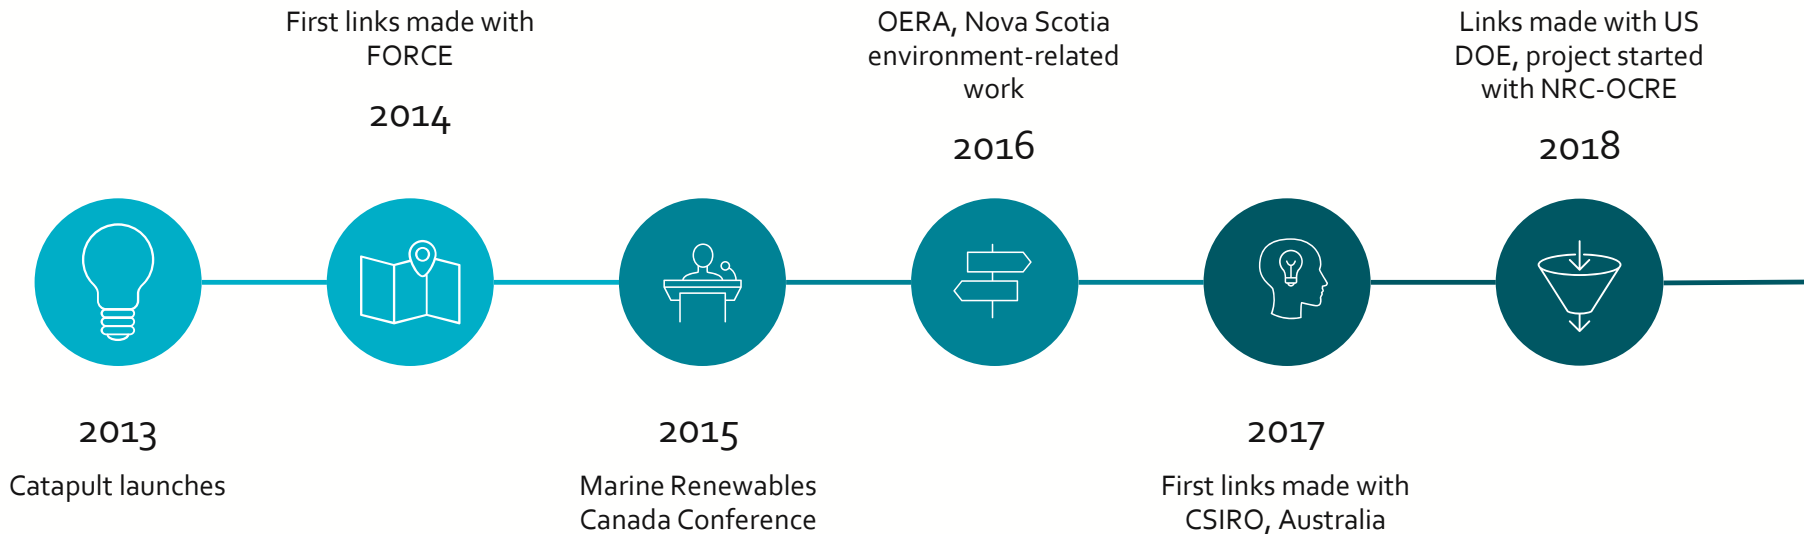 2013
Catapult launches
First links made with
FORCE
2014
2015
Marine Renewables
Canada Conference
OERA, Nova Scotia
environment-related
work
2016
2017
First links made with
CSIRO, Australia
Links made with US
DOE, project started
with NRC-OCRE
2018